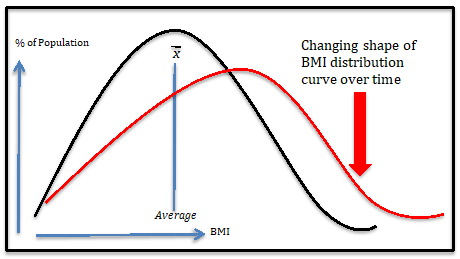 % of Population
x̄
Changing shape of
BMI distribution
curve over time
Average
BMI